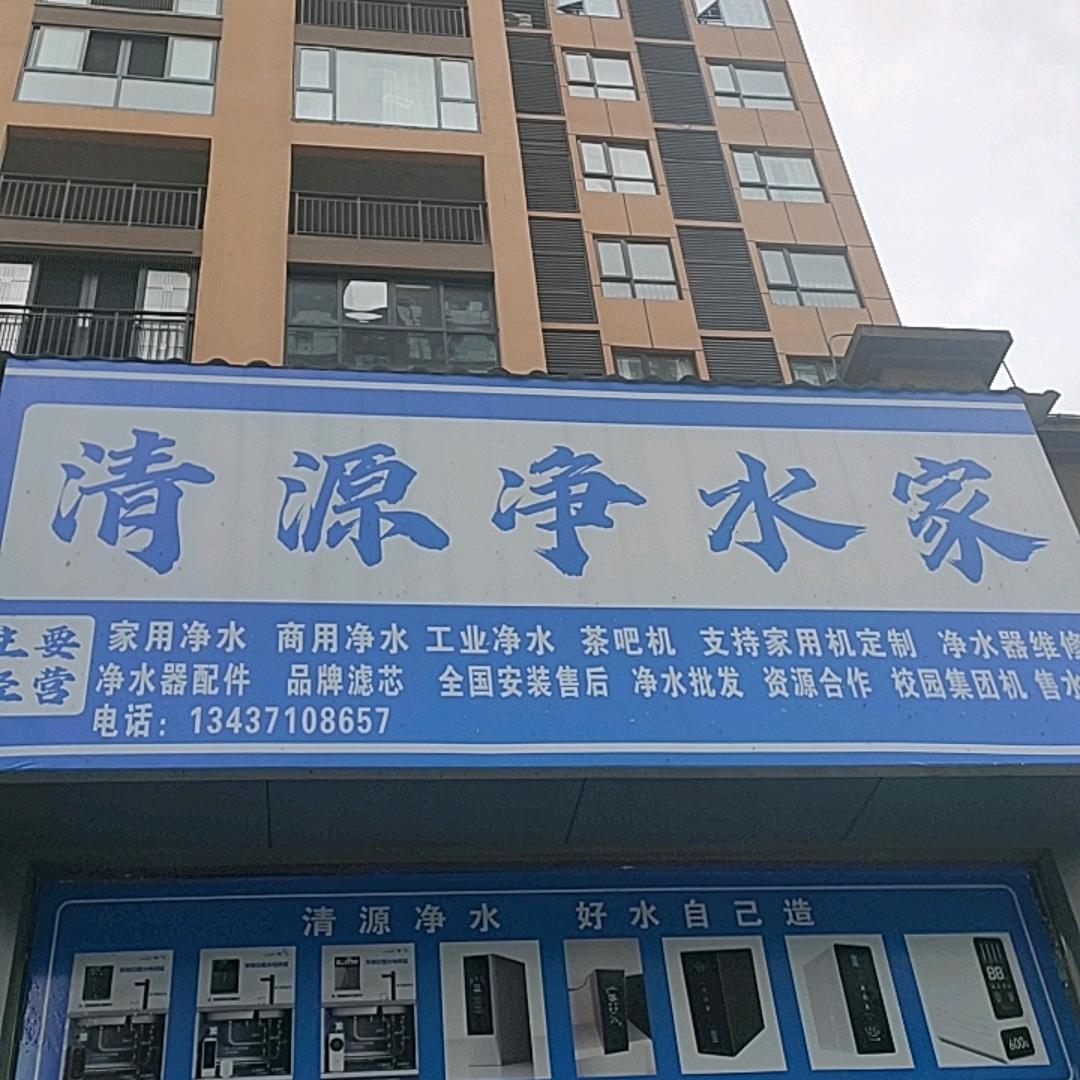 清源净水家
主要经营
家用净水 商用净水 工业净水 茶吧机 支持家用机定制 净水器维修
净水器配件 品牌滤芯 全国安装售后 净水批发 资源合作 校园集团机 售水
电话：13437108657
清源净水 好水自己造
88
600G